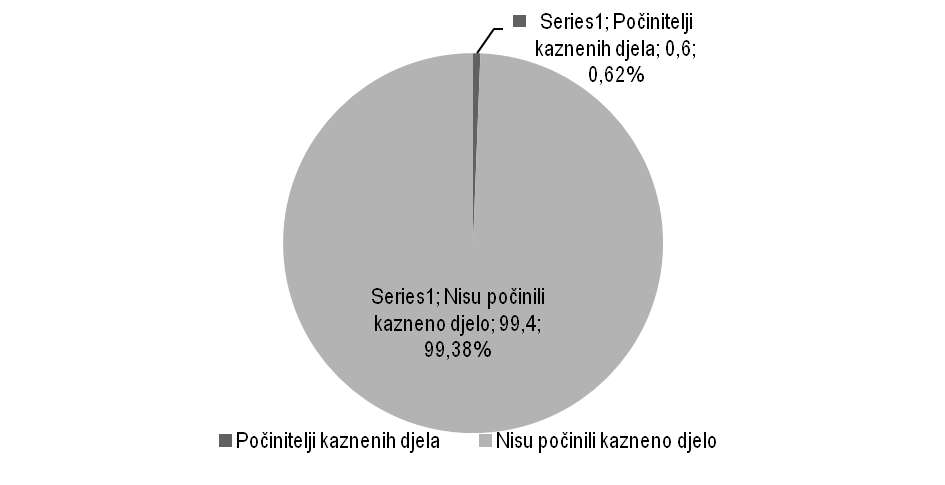 Series1; Počinitelji
kaznenih djela; 0,6;
0,62%
Series1; Nisu počinili
kazneno djelo; 99,4;
99,38%
Počinitelji kaznenih djela
Nisu počinili kazneno djelo